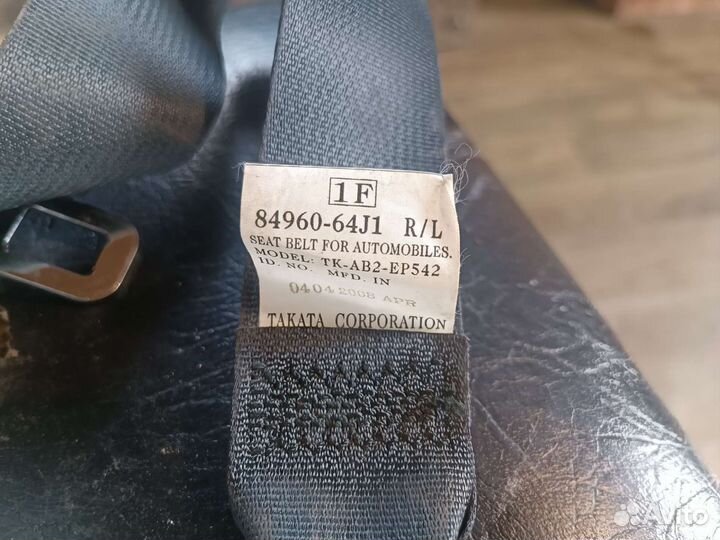 1F
84960-64J1 R/L
SEAT BELT FOR AUTOMOBILES.
MODEL: TK-AB2-EP542
ID. NO. MFD. IN
0404 2008 APR
TAKATA CORPORATION
Avito